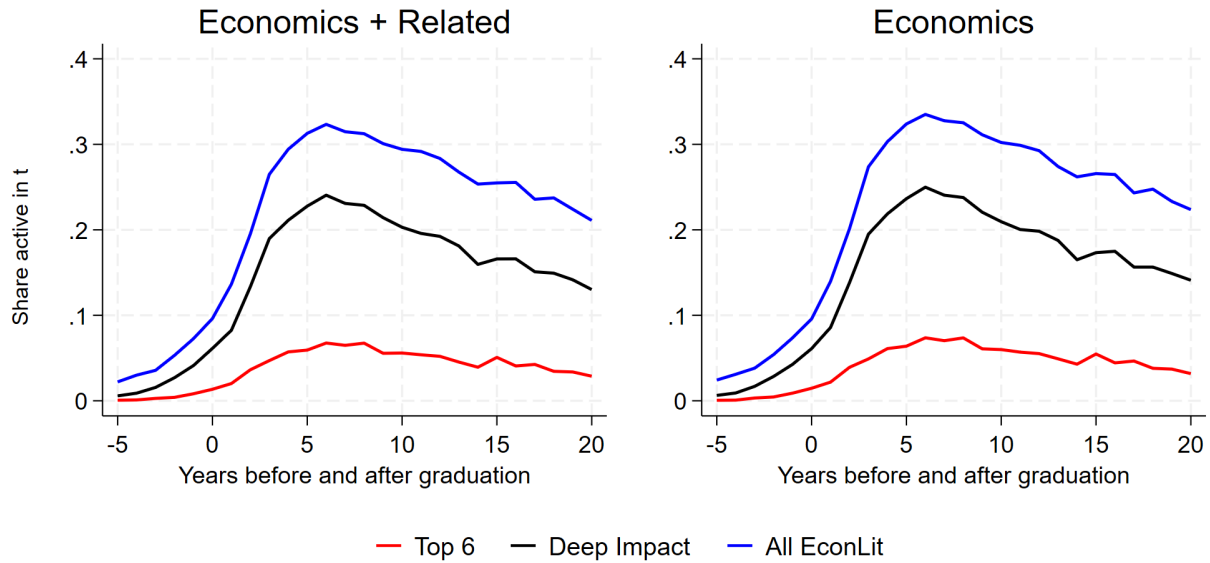 Economics + Related
Economics
Share active in t
.4
.3
.2
.1
0
-5 0 5 10 15 20
Years before and after graduation
.4
.3
.2
.1
0
-5 0 5 10 15 20
Years before and after graduation
Top 6 Deep Impact All EconLit